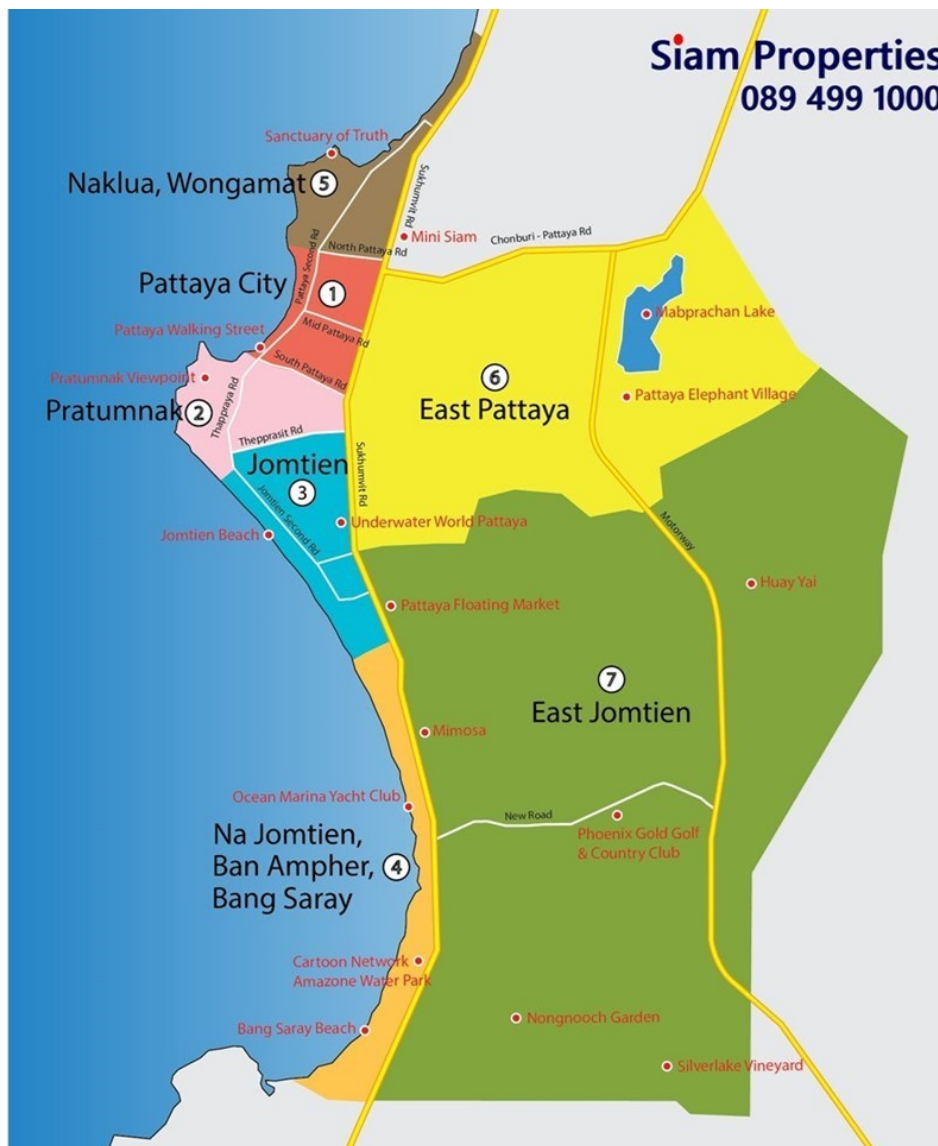 Siam Properties
089 499 1000
Sanctuary of Truth
Naklua, Wongamat 5
Sukhumvit Rd
Mini Siam
Chonburi - Pattaya Rd
North Pattaya Rd
Pattaya Second Rd
Pattaya City
1
Mabprachan Lake
Mid Pattaya Rd
Pattaya Walking Street
South Pattaya Rd
Pratumnak Viewpoint
6
East Pattaya
Pattaya Elephant Village
Pratumnak 2
Thappraya Rd
Thepprasit Rd
Jomtien
3
Sukhumvit Rd
Jomtien Second Rd
Underwater World Pattaya
Jomtien Beach
Motorway
Huay Yai
Pattaya Floating Market
7
East Jomtien
Mimosa
Ocean Marina Yacht Club
New Road
Phoenix Gold Golf
& Country Club
Na Jomtien,
Ban Ampher, 4
Bang Saray
Cartoon Network
Amazone Water Park
Nongnooch Garden
Bang Saray Beach
Silverlake Vineyard